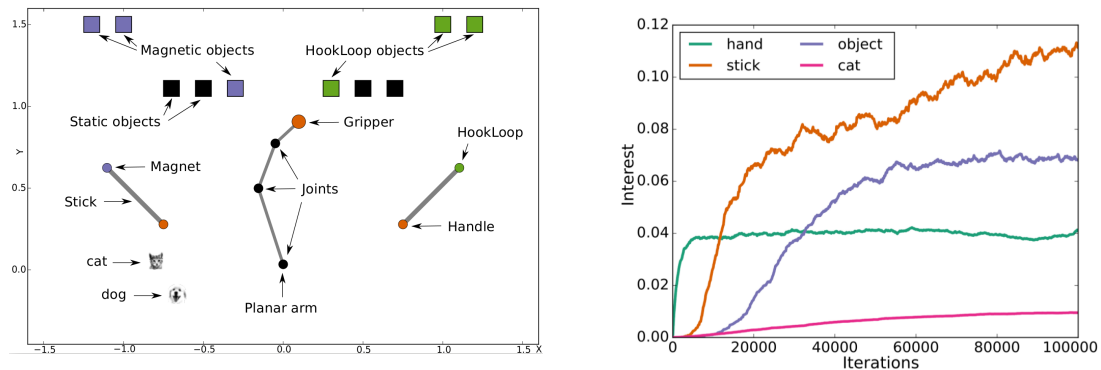 1.5
Magnetic objects
HookLoop objects
1.0
Static objects
Gripper
HookLoop
Y
Magnet
0.5
Joints
Stick
Handle
cat
0.0
dog
Planar arm
−1.5 −1.0 −0.5 0.0 0.5 1.0 1.5 X
0.12
hand object
stick cat
0.10
0.08
Interest
0.06
0.04
0.02
0.00
0 20000 40000 60000 80000 100000
Iterations